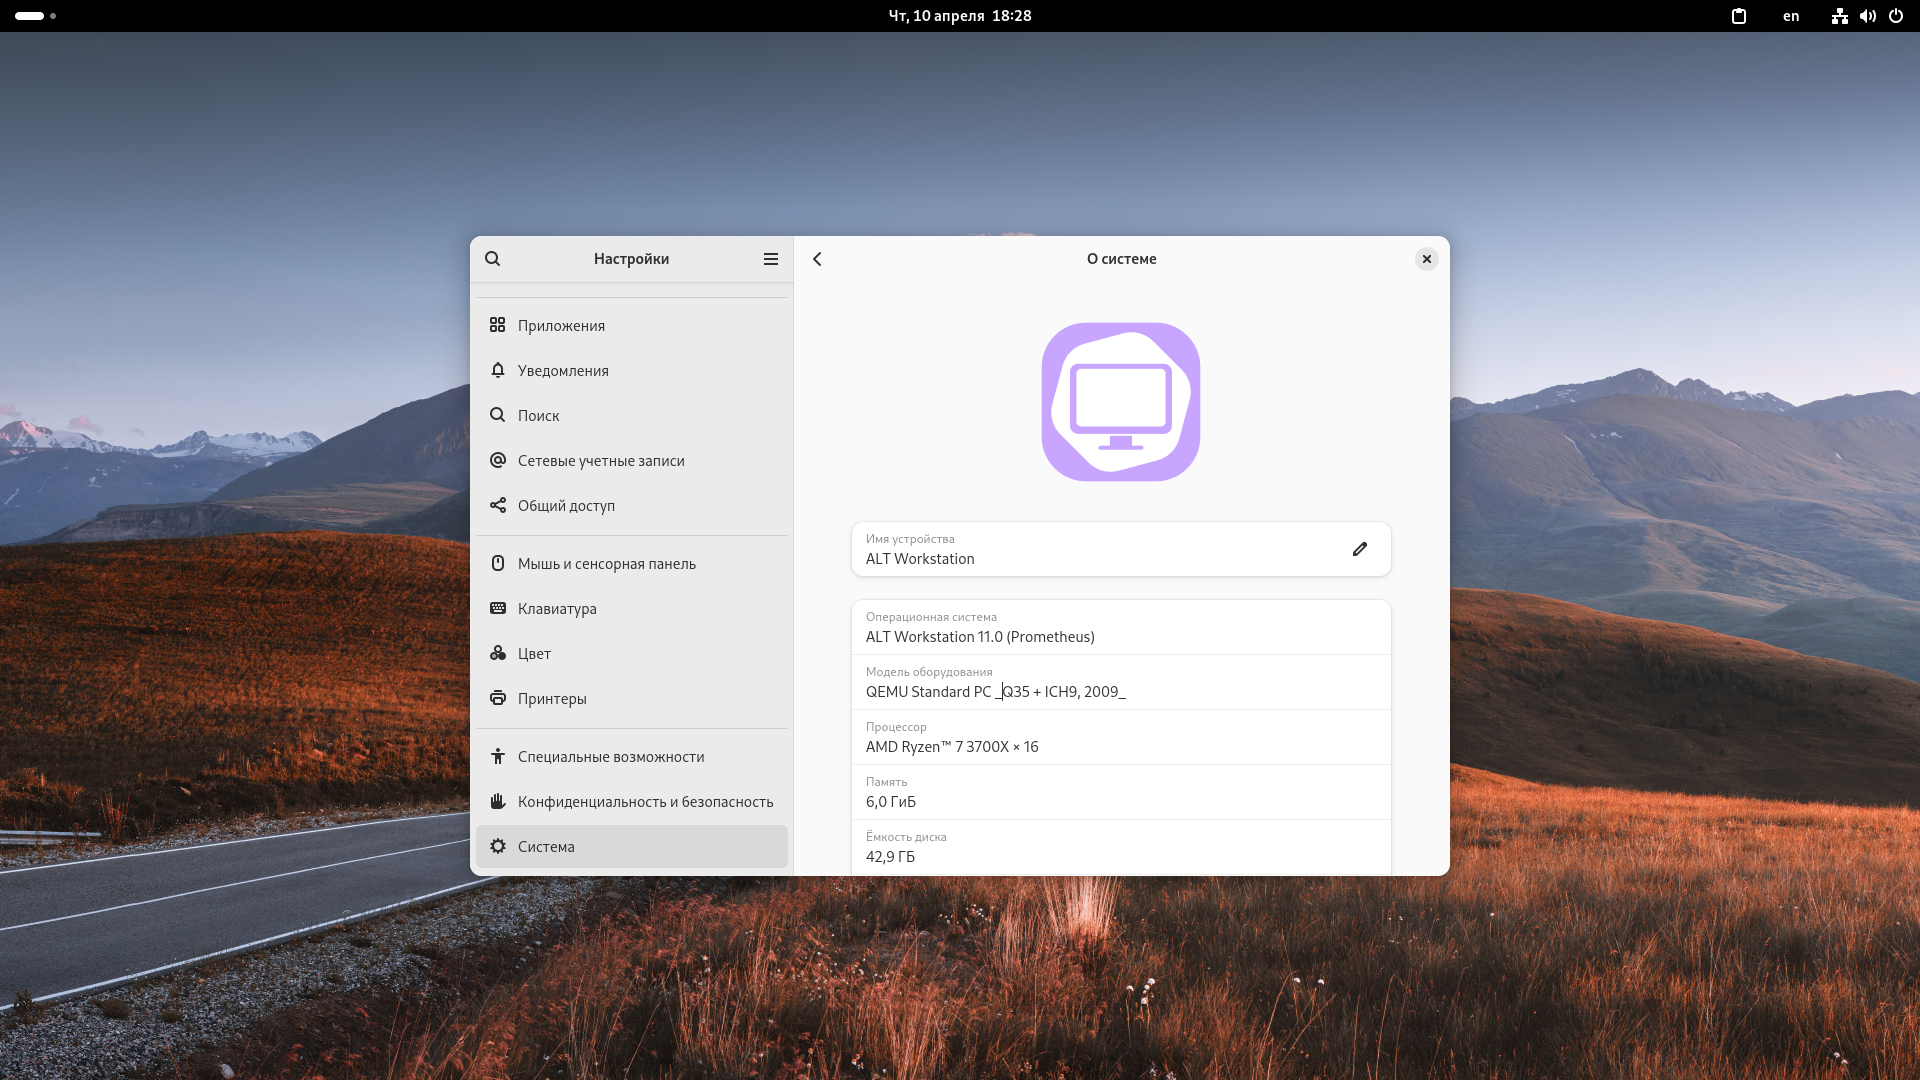 Чт, 10 апреля 18:28
en
Настройки
Приложения
Уведомления
Поиск
Сетевые учетные записи
Общий доступ
Мышь и сенсорная панель
Клавиатура
Цвет
Принтеры
Специальные возможности
Конфиденциальность и безопасность
Система
О системе
Имя устройства
ALT Workstation
Операционная система
ALT Workstation 11.0 (Prometheus)
Модель оборудования
QEMU Standard PC _Q35 + ICH9, 2009_
Процессор
AMD Ryzen™ 7 3700X × 16
Память
6,0 ГиБ
Ёмкость диска
42,9 ГБ